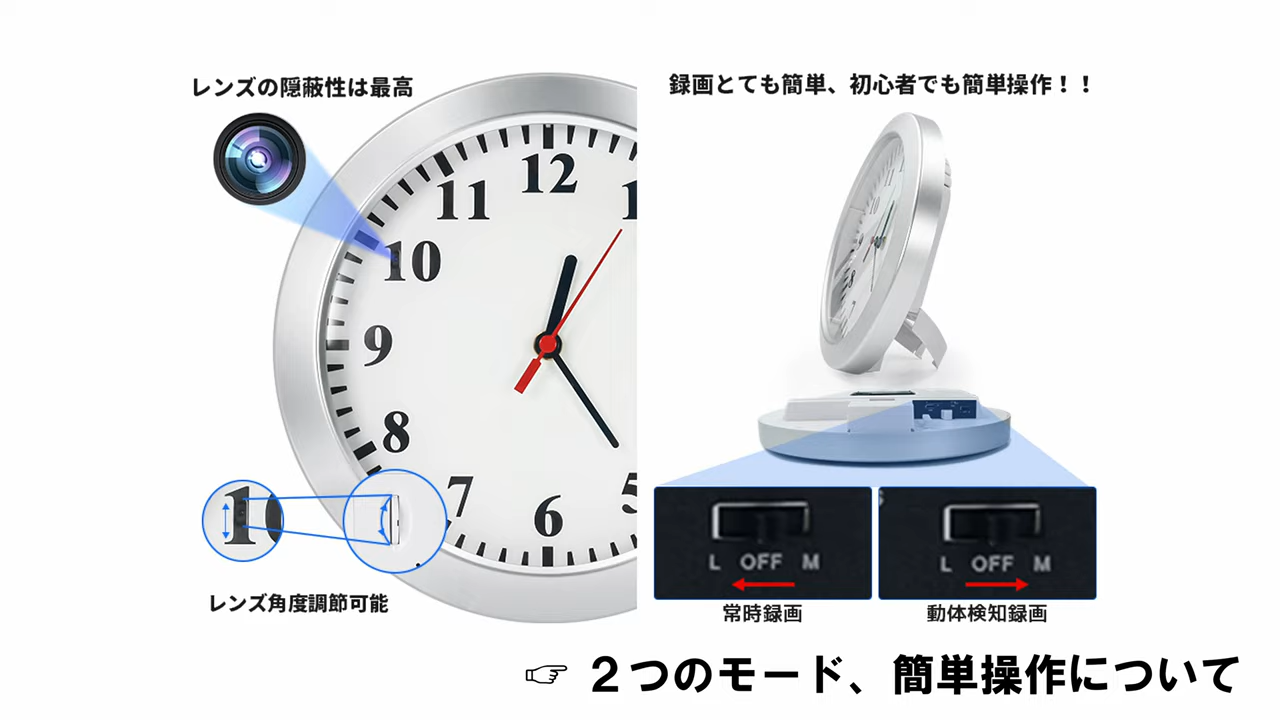 レンズの隠蔽性は最高
12
11
10
9
8
7
6
5
1
レンズ角度調節可能
録画とても簡単、初心者でも簡単操作！！
L OFF M
常時録画
L OFF M
動体検知録画
☞ 2つのモード、簡単操作について